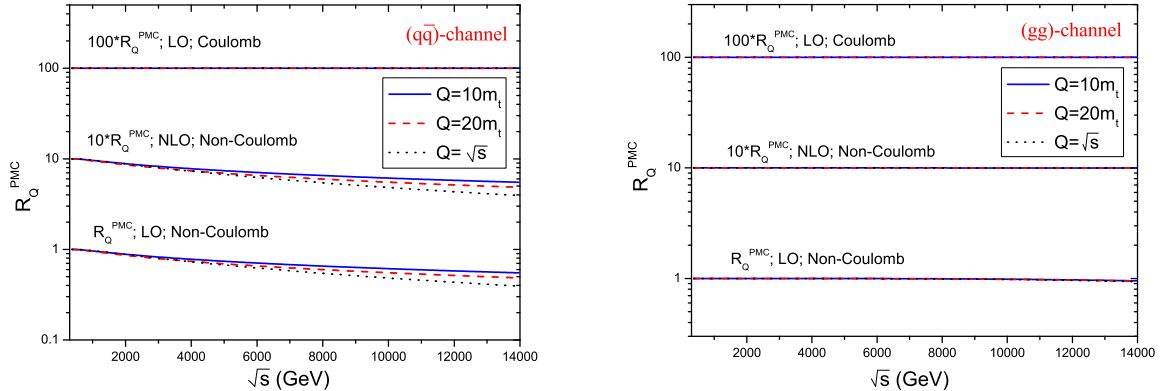 100*R_Q^PMC; LO; Coulomb
(qq̅)-channel
100
Q=10m_t
Q=20m_t
Q=√s
10*R_Q^PMC; NLO; Non-Coulomb
10
R_Q^PMC
R_Q^PMC; LO; Non-Coulomb
1
0.1
2000 4000 6000 8000 10000 12000 14000
√s (GeV)
100*R_Q^PMC; LO; Coulomb
(gg)-channel
100
Q=10m_t
Q=20m_t
Q=√s
10*R_Q^PMC; NLO; Non-Coulomb
10
R_Q^PMC
R_Q^PMC; LO; Non-Coulomb
1
2000 4000 6000 8000 10000 12000 14000
√s (GeV)